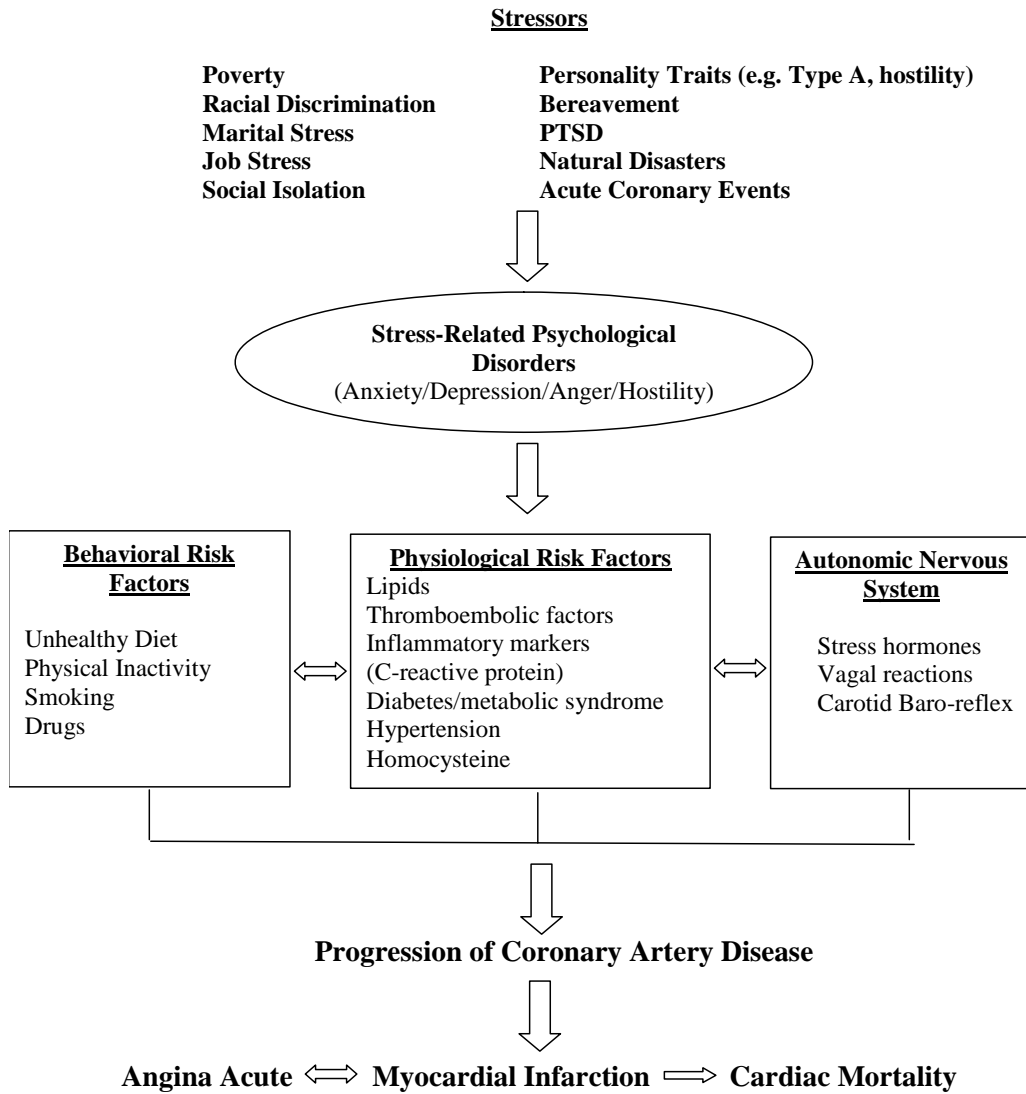 Stressors
Poverty
Racial Discrimination
Marital Stress
Job Stress
Social Isolation
Personality Traits (e.g. Type A, hostility)
Bereavement
PTSD
Natural Disasters
Acute Coronary Events
Stress-Related Psychological
Disorders
(Anxiety/Depression/Anger/Hostility)
Behavioral Risk
Factors
Unhealthy Diet
Physical Inactivity
Smoking
Drugs
Physiological Risk Factors
Lipids
Thromboembolic factors
Inflammatory markers
(C-reactive protein)
Diabetes/metabolic syndrome
Hypertension
Homocysteine
Autonomic Nervous
System
Stress hormones
Vagal reactions
Carotid Baro-reflex
Progression of Coronary Artery Disease
Angina Acute Myocardial Infarction Cardiac Mortality